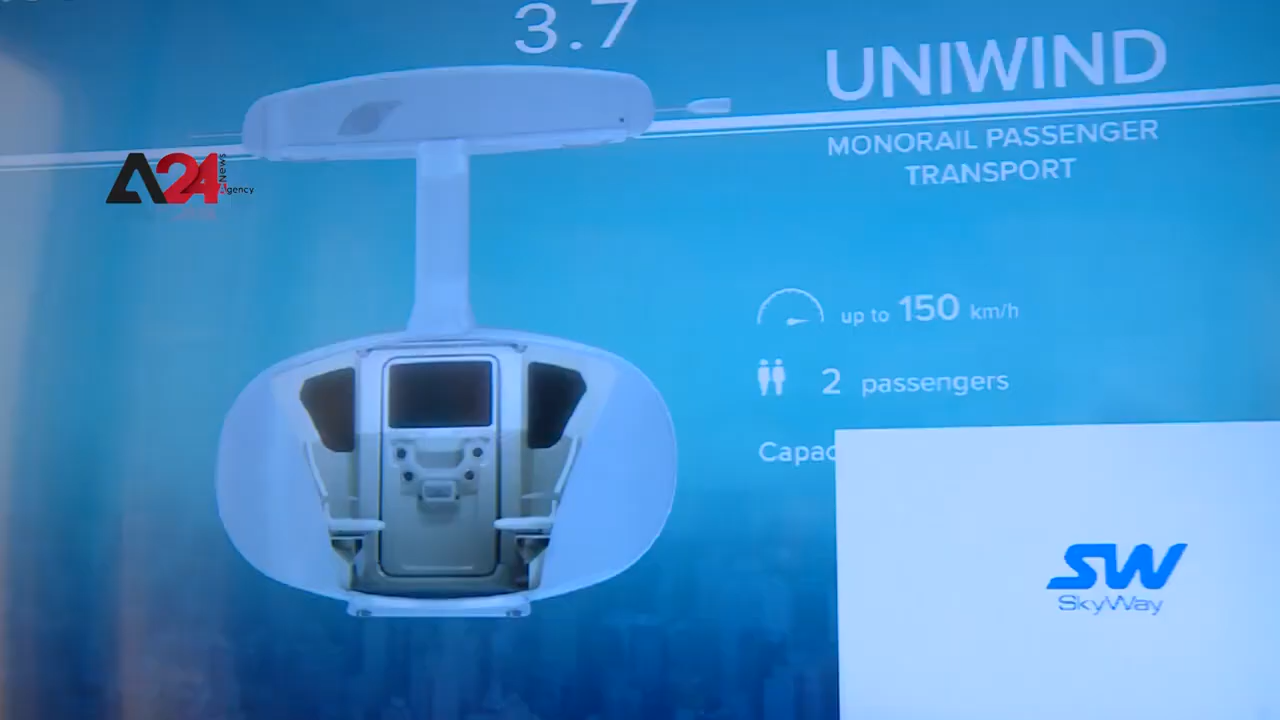 3.7
UNIWIND
MONORAIL PASSENGER
TRANSPORT
A24
News
Agency
up to 150 km/h
2 passengers
Capac
SW
SkyWay